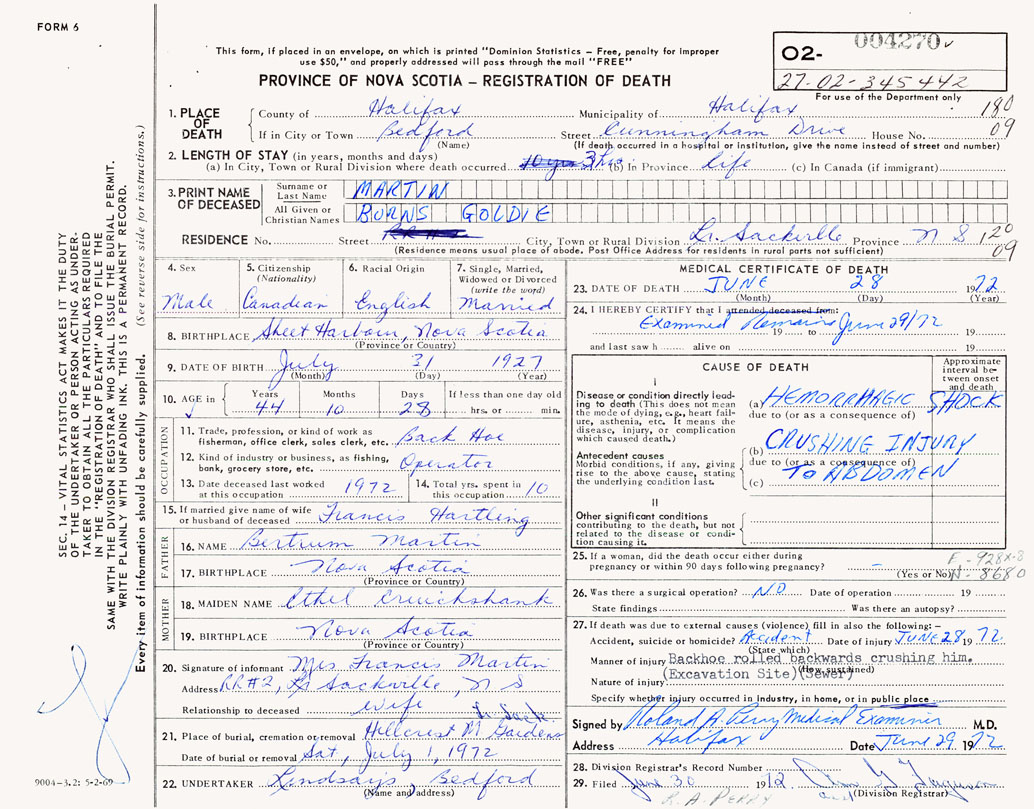 FORM 6
This form, if placed in an envelope, on which is printed "Dominion Statistics – Free, penalty for improper
use $50," and properly addressed will pass through the mail "FREE"
PROVINCE OF NOVA SCOTIA – REGISTRATION OF DEATH
O2- 004270
27-02-345442
For use of the Department only
180
09
1. PLACE OF DEATH
County of Halifax Municipality of Halifax
If in City or Town Bedford Street Cunningham Drive House No.
(Name) (If death occurred in a hospital or institution, give the name instead of street and number)
2. LENGTH OF STAY (in years, months and days)
(a) In City, Town or Rural Division where death occurred 3 hrs. (b) In Province life (c) In Canada (if immigrant)
3. PRINT NAME OF DECEASED
Surname or Last Name MARTIN
All Given or Christian Names BURNS GOLDIE
RESIDENCE No. Street RR#2 City, Town or Rural Division Lr. Sackville Province N S 120
09
(Residence means usual place of abode. Post Office Address for residents in rural parts not sufficient)
4. Sex
Male
5. Citizenship (Nationality)
Canadian
6. Racial Origin
English
7. Single, Married, Widowed or Divorced (write the word)
Married
8. BIRTHPLACE Sheet Harbour, Nova Scotia
(Province or Country)
9. DATE OF BIRTH July 31 1927
(Month) (Day) (Year)
10. AGE in
Years Months Days If less than one day old
44 10 28 hrs. or min.
OCCUPATION
11. Trade, profession, or kind of work as
fisherman, office clerk, sales clerk, etc. Back Hoe
12. Kind of industry or business, as fishing,
bank, grocery store, etc. Operator
13. Date deceased last worked
at this occupation 1972
14. Total yrs. spent in
this occupation 10
15. If married give name of wife
or husband of deceased Francis Hartling
FATHER
16. NAME Bertrum Martin
17. BIRTHPLACE Nova Scotia
(Province or Country)
MOTHER
18. MAIDEN NAME Ethel Cruickshank
19. BIRTHPLACE Nova Scotia
(Province or Country)
20. Signature of informant Mrs Francis Martin
Address RR#2, Lr Sackville, N S
Relationship to deceased wife
L. Sack.
21. Place of burial, cremation or removal Hillcrest M Gardens
Date of burial or removal Sat, July 1, 1972
22. UNDERTAKER Lindsay's Bedford
(Name and address)
MEDICAL CERTIFICATE OF DEATH
23. DATE OF DEATH JUNE 28 1972
(Month) (Day) (Year)
24. I HEREBY CERTIFY that I attended deceased from:
Examined Remains June 29/72
19 to 19
and last saw h alive on 19
CAUSE OF DEATH
Approximate interval between onset and death
I
Disease or condition directly leading to death (This does not mean the mode of dying, e.g., heart failure, asthenia, etc. It means the disease, injury, or complication which caused death.)
(a) HEMORRHAGIC SHOCK
due to (or as a consequence of)
Antecedent causes
Morbid conditions, if any, giving rise to the above cause, stating the underlying condition last.
(b) CRUSHING INJURY
due to (or as a consequence of)
(c) TO ABDOMEN
II
Other significant conditions
contributing to the death, but not related to the disease or condition causing it.
25. If a woman, did the death occur either during
pregnancy or within 90 days following pregnancy? –
(Yes or No)
E-928x-8
N-8680
26. Was there a surgical operation? NO Date of operation 19
State findings Was there an autopsy?
27. If death was due to external causes (violence) fill in also the following: –
Accident, suicide or homicide? Accident Date of injury JUNE 28 1972
(State which)
Manner of injury Backhoe rolled backwards crushing him.
(How sustained)
(Excavation Site)(Sewer)
Nature of injury
Specify whether injury occurred in industry, in home, or in public place
Signed by Roland A. Perry Medical Examiner M.D.
Address Halifax Date June 29 1972
28. Division Registrar's Record Number
29. Filed June 30 1972
(Division Registrar)
R. A. PERRY
SEC. 14 – VITAL STATISTICS ACT MAKES IT THE DUTY
OF THE UNDERTAKER OR PERSON ACTING AS UNDER-
TAKER TO OBTAIN ALL THE PARTICULARS REQUIRED
IN THE "REGISTRATION OF DEATH" AND TO FILE THE
SAME WITH THE DIVISION REGISTRAR WHO SHALL ISSUE THE BURIAL PERMIT.
WRITE PLAINLY WITH UNFADING INK. THIS IS A PERMANENT RECORD.
Every item of information should be carefully supplied. (See reverse side for instructions.)
9004-3.2: 5-2-69